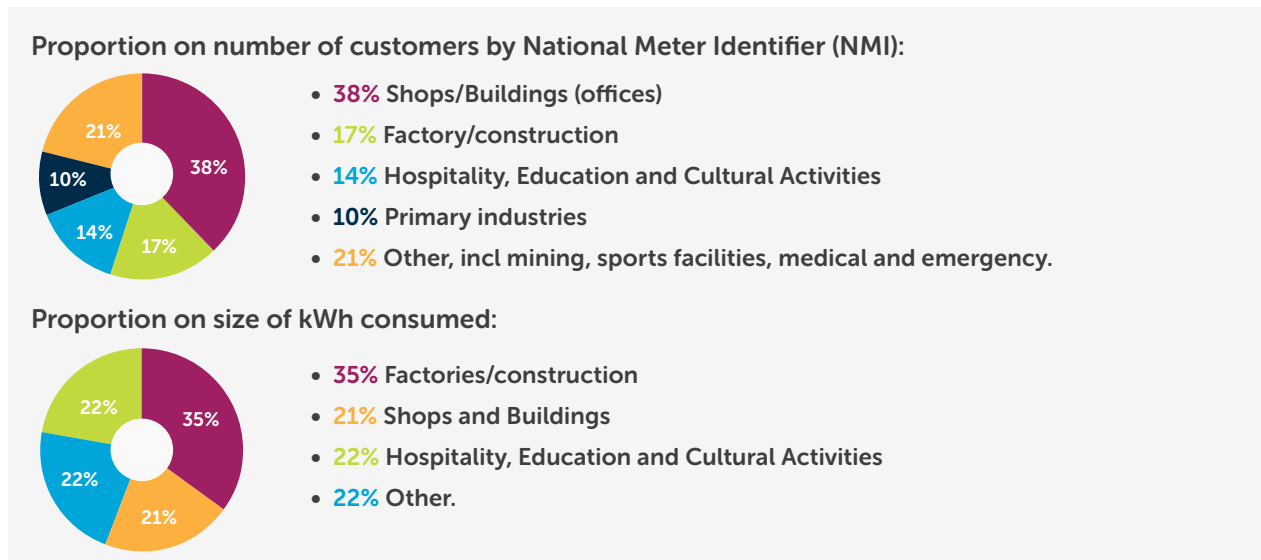 Proportion on number of customers by National Meter Identifier (NMI):
21%
38%
10%
14%
17%
• 38% Shops/Buildings (offices)
• 17% Factory/construction
• 14% Hospitality, Education and Cultural Activities
• 10% Primary industries
• 21% Other, incl mining, sports facilities, medical and emergency.
Proportion on size of kWh consumed:
22%
35%
22%
21%
• 35% Factories/construction
• 21% Shops and Buildings
• 22% Hospitality, Education and Cultural Activities
• 22% Other.